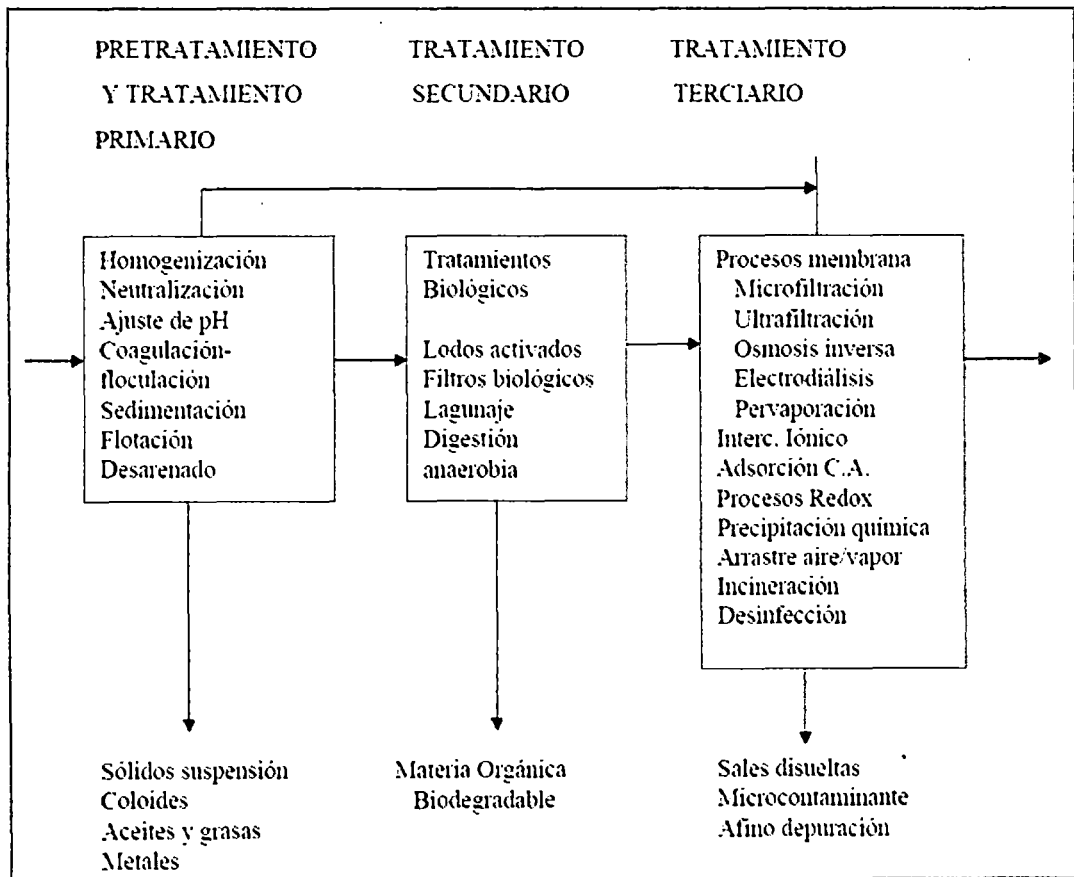 PRETRATAMIENTO
Y TRATAMIENTO
PRIMARIO
TRATAMIENTO
SECUNDARIO
TRATAMIENTO
TERCIARIO
Homogenización
Neutralización
Ajuste de pH
Coagulación-
floculación
Sedimentación
Flotación
Desarenado
Tratamientos
Biológicos
Lodos activados
Filtros biológicos
Lagunaje
Digestión
anaerobia
Procesos membrana
Microfiltración
Ultrafiltración
Osmosis inversa
Electrodiálisis
Pervaporación
Interc. Iónico
Adsorción C.A.
Procesos Redox
Precipitación química
Arrastre aire/vapor
Incineración
Desinfección
Sólidos suspensión
Coloides
Aceites y grasas
Metales
Materia Orgánica
Biodegradable
Sales disueltas
Microcontaminante
Afino depuración